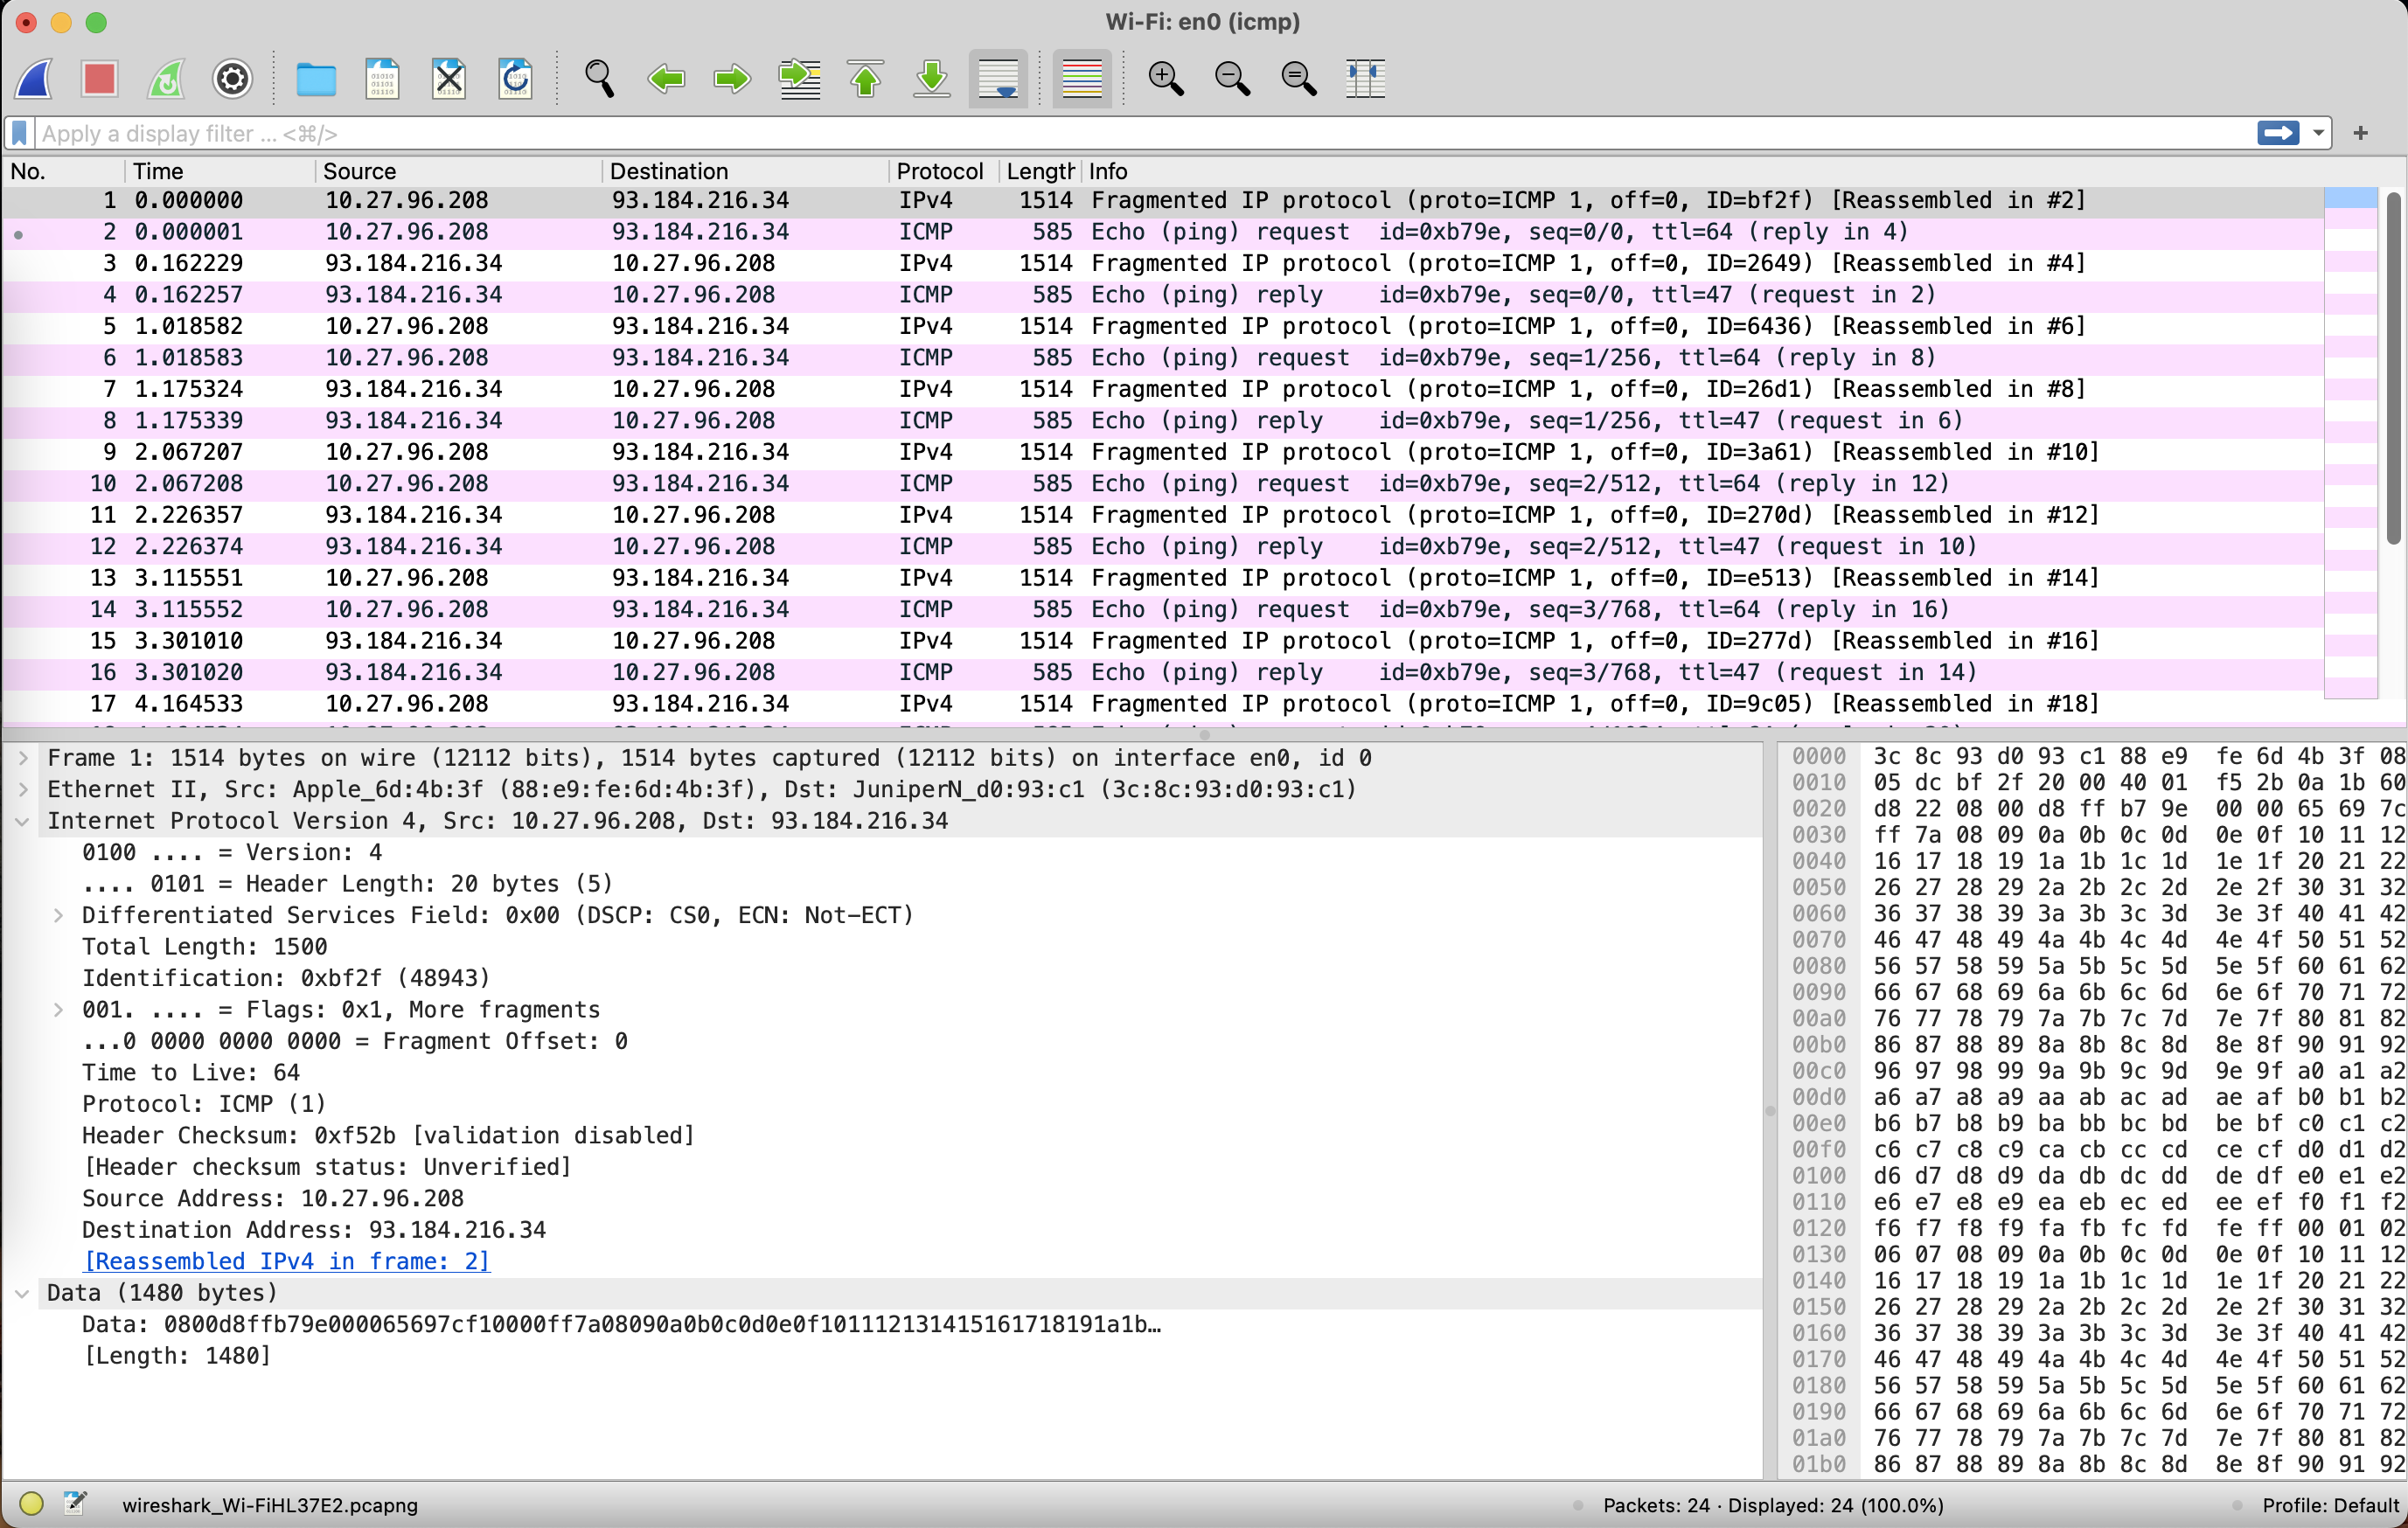 Wi-Fi: en0 (icmp)
Apply a display filter ... <⌘/>
No. Time Source Destination Protocol Length Info
1 0.000000 10.27.96.208 93.184.216.34 IPv4 1514 Fragmented IP protocol (proto=ICMP 1, off=0, ID=bf2f) [Reassembled in #2]
2 0.000001 10.27.96.208 93.184.216.34 ICMP 585 Echo (ping) request id=0xb79e, seq=0/0, ttl=64 (reply in 4)
3 0.162229 93.184.216.34 10.27.96.208 IPv4 1514 Fragmented IP protocol (proto=ICMP 1, off=0, ID=2649) [Reassembled in #4]
4 0.162257 93.184.216.34 10.27.96.208 ICMP 585 Echo (ping) reply id=0xb79e, seq=0/0, ttl=47 (request in 2)
5 1.018582 10.27.96.208 93.184.216.34 IPv4 1514 Fragmented IP protocol (proto=ICMP 1, off=0, ID=6436) [Reassembled in #6]
6 1.018583 10.27.96.208 93.184.216.34 ICMP 585 Echo (ping) request id=0xb79e, seq=1/256, ttl=64 (reply in 8)
7 1.175324 93.184.216.34 10.27.96.208 IPv4 1514 Fragmented IP protocol (proto=ICMP 1, off=0, ID=26d1) [Reassembled in #8]
8 1.175339 93.184.216.34 10.27.96.208 ICMP 585 Echo (ping) reply id=0xb79e, seq=1/256, ttl=47 (request in 6)
9 2.067207 10.27.96.208 93.184.216.34 IPv4 1514 Fragmented IP protocol (proto=ICMP 1, off=0, ID=3a61) [Reassembled in #10]
10 2.067208 10.27.96.208 93.184.216.34 ICMP 585 Echo (ping) request id=0xb79e, seq=2/512, ttl=64 (reply in 12)
11 2.226357 93.184.216.34 10.27.96.208 IPv4 1514 Fragmented IP protocol (proto=ICMP 1, off=0, ID=270d) [Reassembled in #12]
12 2.226374 93.184.216.34 10.27.96.208 ICMP 585 Echo (ping) reply id=0xb79e, seq=2/512, ttl=47 (request in 10)
13 3.115551 10.27.96.208 93.184.216.34 IPv4 1514 Fragmented IP protocol (proto=ICMP 1, off=0, ID=e513) [Reassembled in #14]
14 3.115552 10.27.96.208 93.184.216.34 ICMP 585 Echo (ping) request id=0xb79e, seq=3/768, ttl=64 (reply in 16)
15 3.301010 93.184.216.34 10.27.96.208 IPv4 1514 Fragmented IP protocol (proto=ICMP 1, off=0, ID=277d) [Reassembled in #16]
16 3.301020 93.184.216.34 10.27.96.208 ICMP 585 Echo (ping) reply id=0xb79e, seq=3/768, ttl=47 (request in 14)
17 4.164533 10.27.96.208 93.184.216.34 IPv4 1514 Fragmented IP protocol (proto=ICMP 1, off=0, ID=9c05) [Reassembled in #18]
Frame 1: 1514 bytes on wire (12112 bits), 1514 bytes captured (12112 bits) on interface en0, id 0
Ethernet II, Src: Apple_6d:4b:3f (88:e9:fe:6d:4b:3f), Dst: JuniperN_d0:93:c1 (3c:8c:93:d0:93:c1)
Internet Protocol Version 4, Src: 10.27.96.208, Dst: 93.184.216.34
0100 .... = Version: 4
.... 0101 = Header Length: 20 bytes (5)
Differentiated Services Field: 0x00 (DSCP: CS0, ECN: Not-ECT)
Total Length: 1500
Identification: 0xbf2f (48943)
001. .... = Flags: 0x1, More fragments
...0 0000 0000 0000 = Fragment Offset: 0
Time to Live: 64
Protocol: ICMP (1)
Header Checksum: 0xf52b [validation disabled]
[Header checksum status: Unverified]
Source Address: 10.27.96.208
Destination Address: 93.184.216.34
[Reassembled IPv4 in frame: 2]
Data (1480 bytes)
Data: 0800d8ffb79e000065697cf10000ff7a08090a0b0c0d0e0f101112131415161718191a1b…
[Length: 1480]
0000 3c 8c 93 d0 93 c1 88 e9 fe 6d 4b 3f 08
0010 05 dc bf 2f 20 00 40 01 f5 2b 0a 1b 60
0020 d8 22 08 00 d8 ff b7 9e 00 00 65 69 7c
0030 ff 7a 08 09 0a 0b 0c 0d 0e 0f 10 11 12
0040 16 17 18 19 1a 1b 1c 1d 1e 1f 20 21 22
0050 26 27 28 29 2a 2b 2c 2d 2e 2f 30 31 32
0060 36 37 38 39 3a 3b 3c 3d 3e 3f 40 41 42
0070 46 47 48 49 4a 4b 4c 4d 4e 4f 50 51 52
0080 56 57 58 59 5a 5b 5c 5d 5e 5f 60 61 62
0090 66 67 68 69 6a 6b 6c 6d 6e 6f 70 71 72
00a0 76 77 78 79 7a 7b 7c 7d 7e 7f 80 81 82
00b0 86 87 88 89 8a 8b 8c 8d 8e 8f 90 91 92
00c0 96 97 98 99 9a 9b 9c 9d 9e 9f a0 a1 a2
00d0 a6 a7 a8 a9 aa ab ac ad ae af b0 b1 b2
00e0 b6 b7 b8 b9 ba bb bc bd be bf c0 c1 c2
00f0 c6 c7 c8 c9 ca cb cc cd ce cf d0 d1 d2
0100 d6 d7 d8 d9 da db dc dd de df e0 e1 e2
0110 e6 e7 e8 e9 ea eb ec ed ee ef f0 f1 f2
0120 f6 f7 f8 f9 fa fb fc fd fe ff 00 01 02
0130 06 07 08 09 0a 0b 0c 0d 0e 0f 10 11 12
0140 16 17 18 19 1a 1b 1c 1d 1e 1f 20 21 22
0150 26 27 28 29 2a 2b 2c 2d 2e 2f 30 31 32
0160 36 37 38 39 3a 3b 3c 3d 3e 3f 40 41 42
0170 46 47 48 49 4a 4b 4c 4d 4e 4f 50 51 52
0180 56 57 58 59 5a 5b 5c 5d 5e 5f 60 61 62
0190 66 67 68 69 6a 6b 6c 6d 6e 6f 70 71 72
01a0 76 77 78 79 7a 7b 7c 7d 7e 7f 80 81 82
01b0 86 87 88 89 8a 8b 8c 8d 8e 8f 90 91 92
wireshark_Wi-FiHL37E2.pcapng
Packets: 24 · Displayed: 24 (100.0%)
Profile: Default